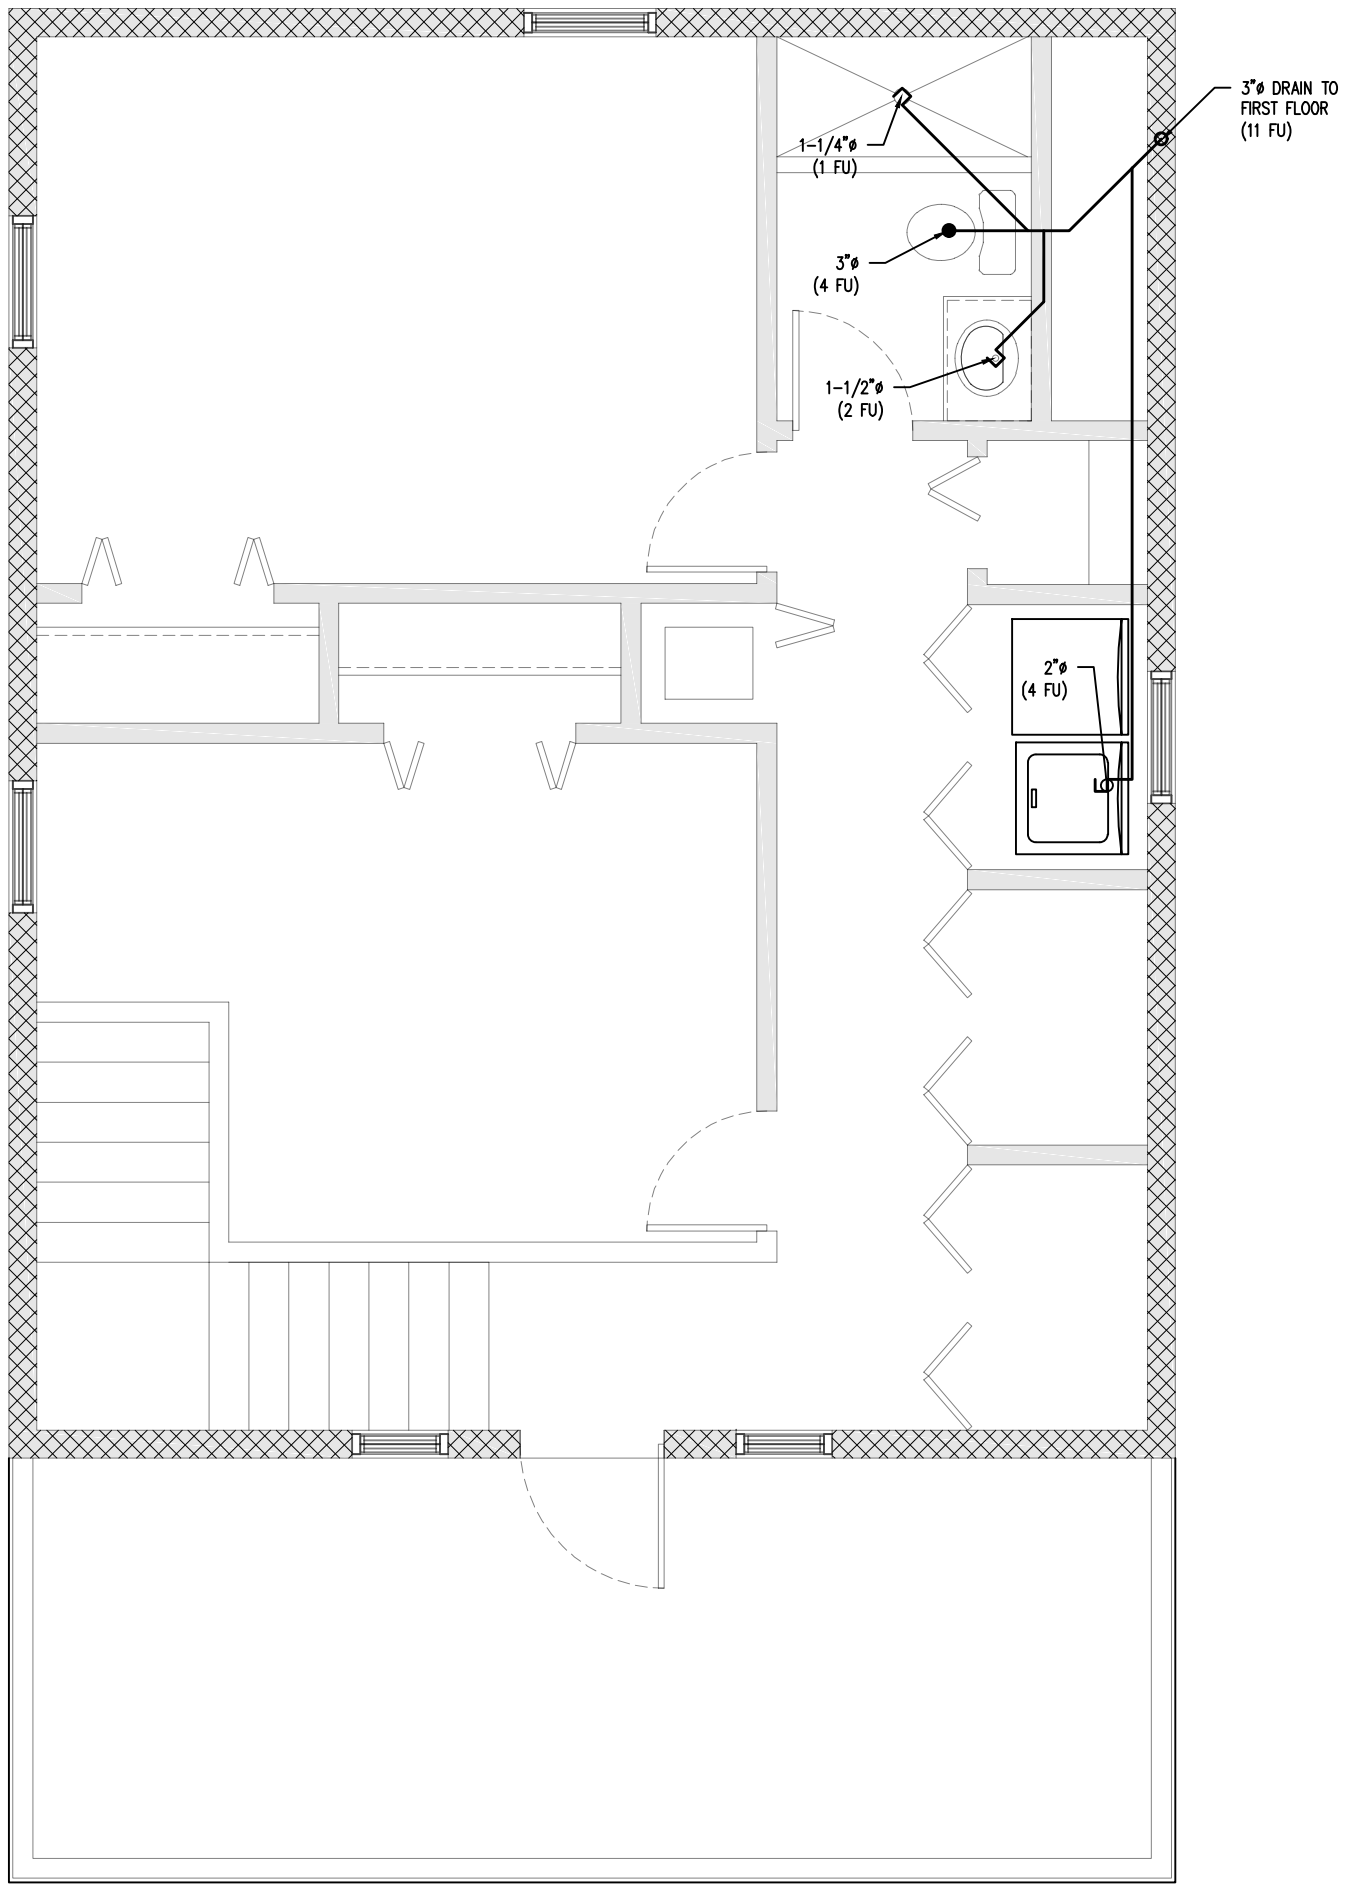 3"ø DRAIN TO
FIRST FLOOR
(11 FU)
1-1/4"ø
(1 FU)
3"ø
(4 FU)
1-1/2"ø
(2 FU)
2"ø
(4 FU)